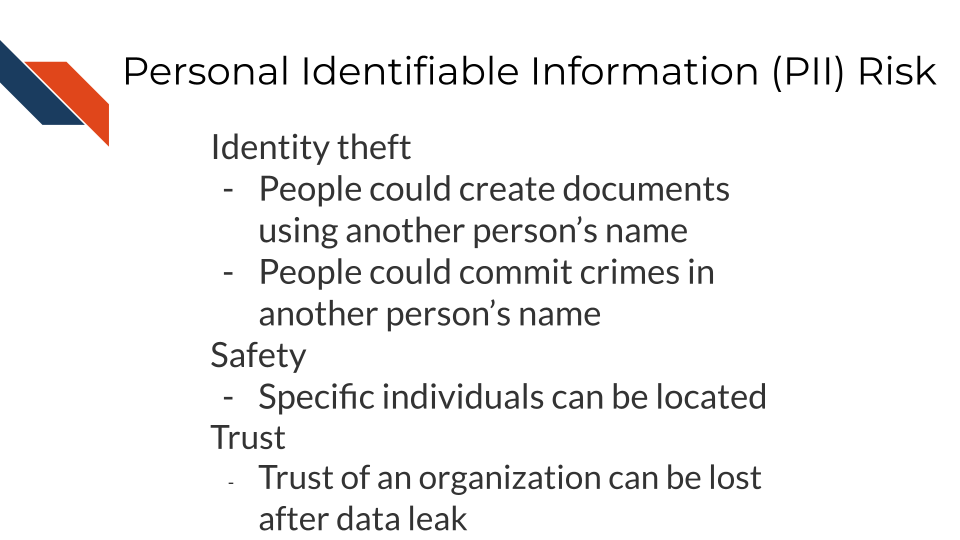 Personal Identifiable Information (PII) Risk
Identity theft
- People could create documents
using another person’s name
- People could commit crimes in
another person’s name
Safety
- Specific individuals can be located
Trust
- Trust of an organization can be lost
after data leak